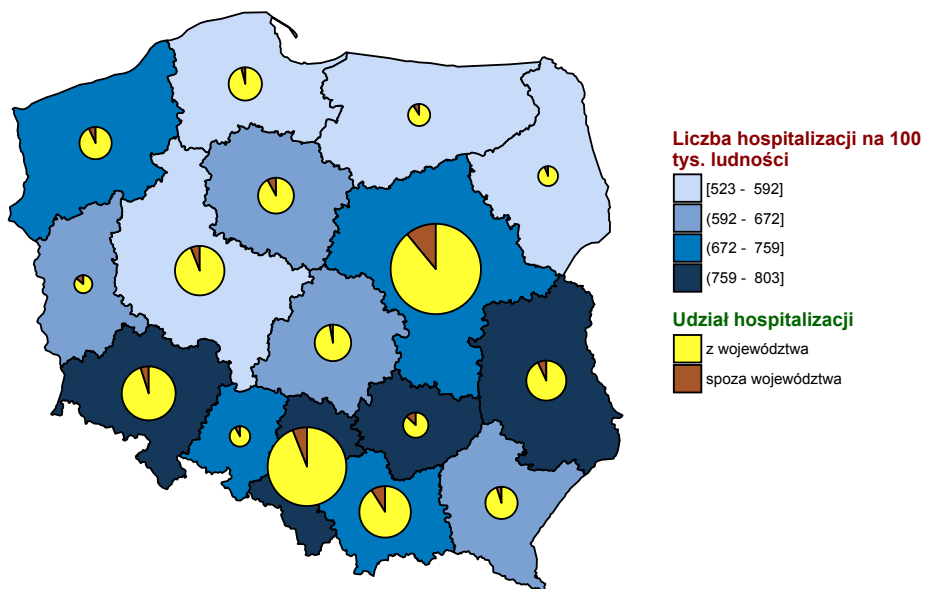 Liczba hospitalizacji na 100
tys. ludności
[523 - 592]
(592 - 672]
(672 - 759]
(759 - 803]
Udział hospitalizacji
z województwa
spoza województwa